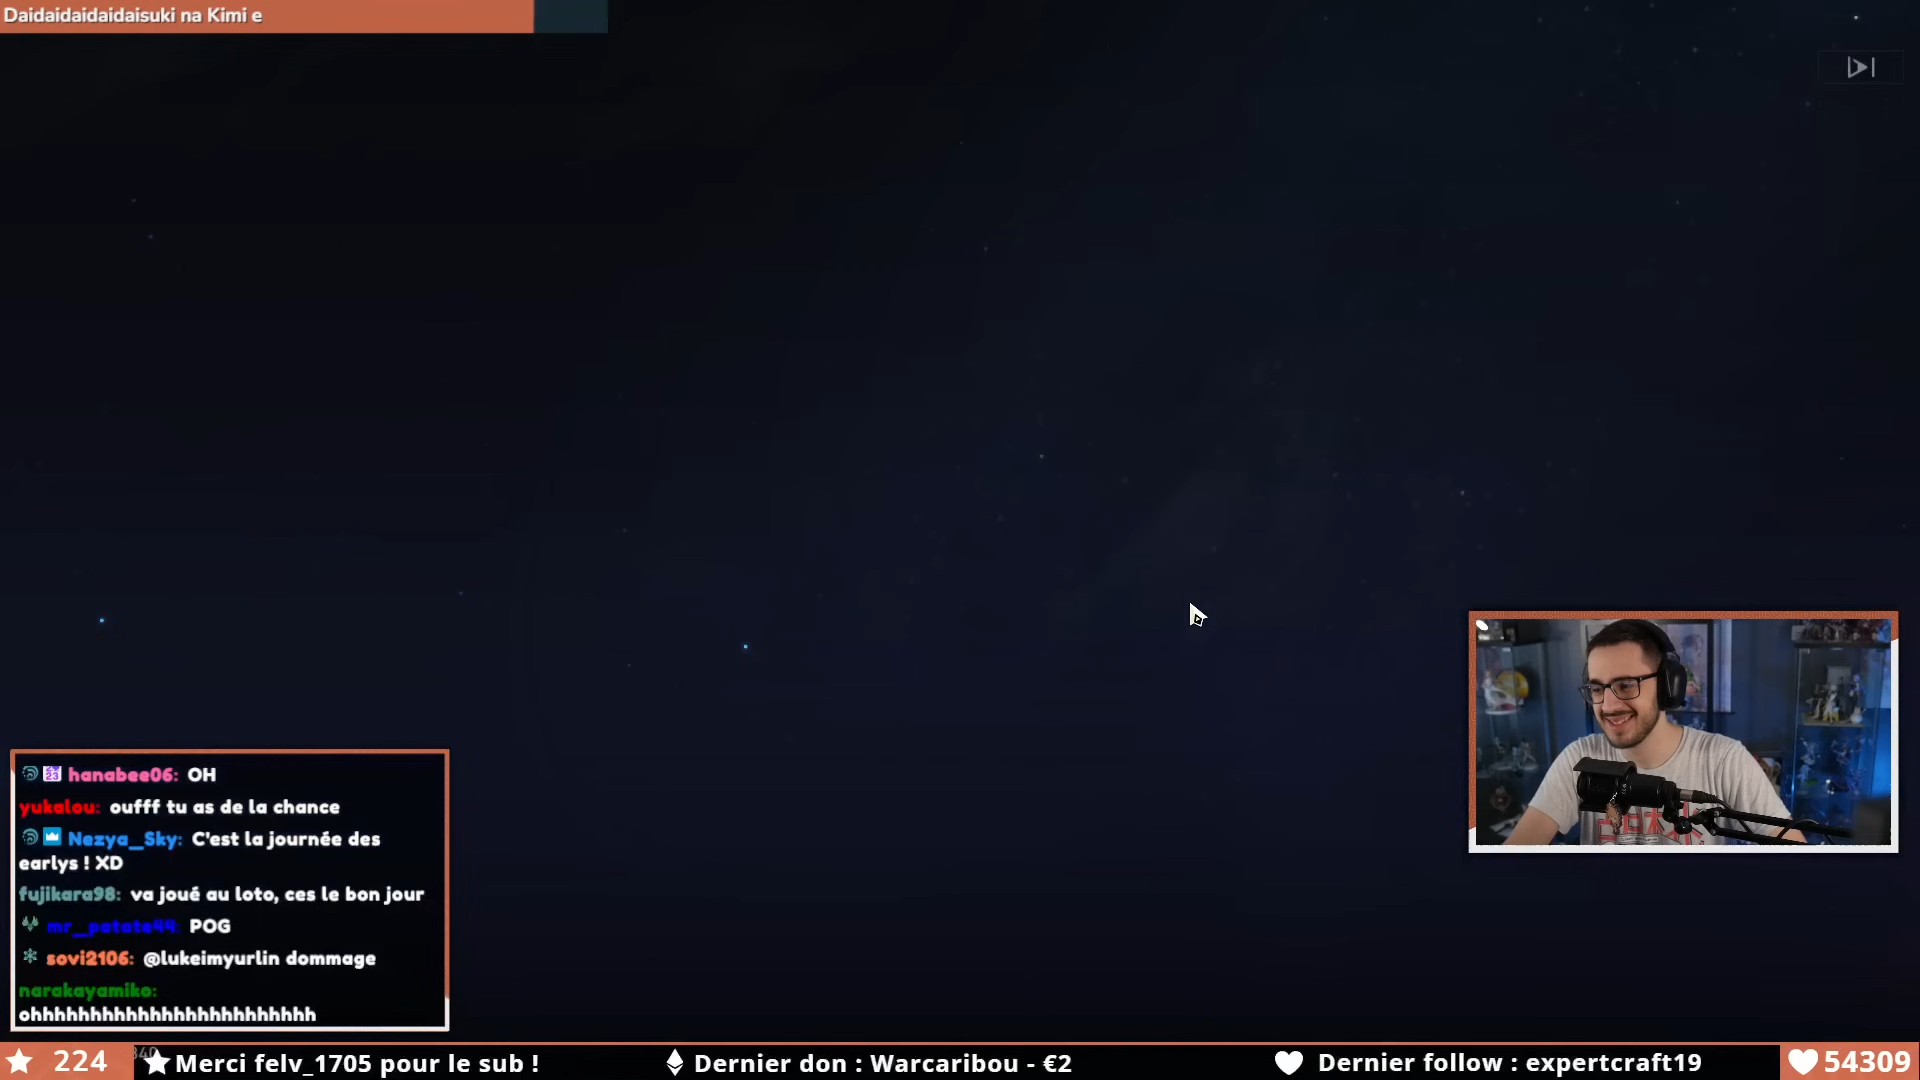 Daidaidaidaidaisuki na Kimi e
hanabee06: OH
yukalou: oufff tu as de la chance
Nezya_Sky: C'est la journée des
earlys ! XD
fujikara98: va joué au loto, ces le bon jour
mr_patate44: POG
sovi2106: @lukeimyurlin dommage
narakayamiko:
ohhhhhhhhhhhhhhhhhhhhhhhh
224
Merci felv_1705 pour le sub !
Dernier don : Warcaribou - €2
Dernier follow : expertcraft19
54309